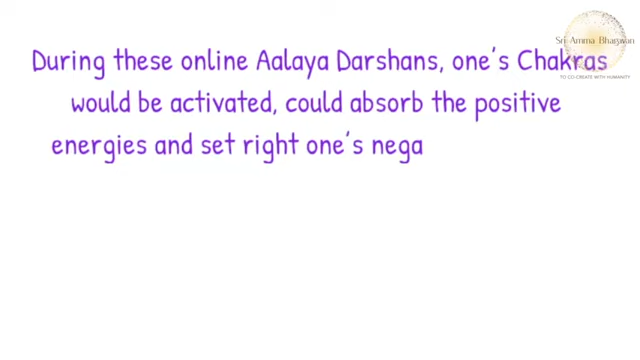 Sri Amma Bhagwan
During these online Aalaya Darshans, one's Chakras
TO CO-CREATE WITH HUMANITY
would be activated, could absorb the positive
energies and set right one's nega